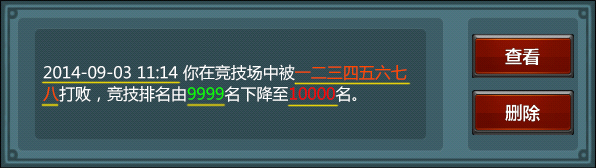 2014-09-03 11:14 你在竞技场中被一二三四五六七
八打败，竞技排名由9999名下降至10000名。
查看
删除